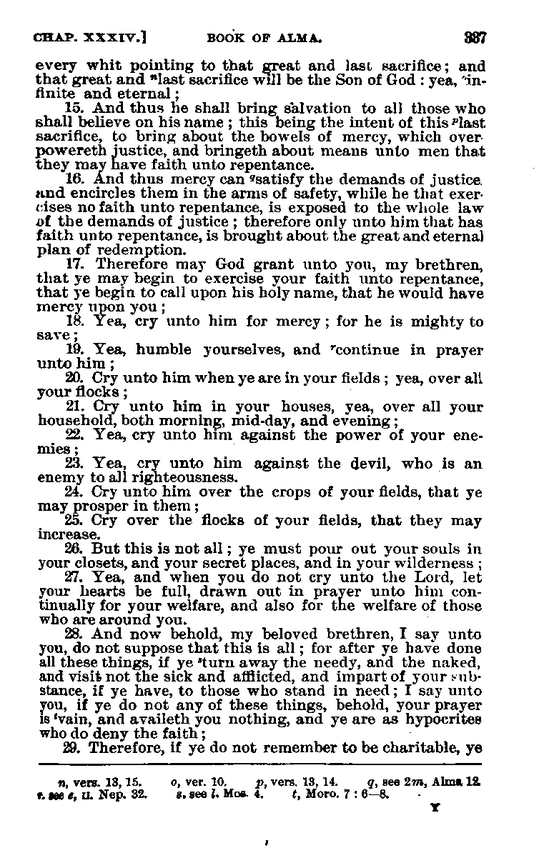 CHAP. XXXIV.] BOOK OF ALMA. 337
every whit pointing to that great and last sacrifice; and
that great and ⁿlast sacrifice will be the Son of God : yea, ᵒin-
finite and eternal ;
15. And thus he shall bring salvation to all those who
shall believe on his name ; this being the intent of this ᵖlast
sacrifice, to bring about the bowels of mercy, which over-
powereth justice, and bringeth about means unto men that
they may have faith unto repentance.
16. And thus mercy can qsatisfy the demands of justice,
and encircles them in the arms of safety, while he that exer-
cises no faith unto repentance, is exposed to the whole law
of the demands of justice ; therefore only unto him that has
faith unto repentance, is brought about the great and eternal
plan of redemption.
17. Therefore may God grant unto you, my brethren,
that ye may begin to exercise your faith unto repentance,
that ye begin to call upon his holy name, that he would have
mercy upon you ;
18. Yea, cry unto him for mercy ; for he is mighty to
save ;
19. Yea, humble yourselves, and ʳcontinue in prayer
unto him ;
20. Cry unto him when ye are in your fields ; yea, over all
your flocks ;
21. Cry unto him in your houses, yea, over all your
household, both morning, mid-day, and evening ;
22. Yea, cry unto him against the power of your ene-
mies ;
23. Yea, cry unto him against the devil, who is an
enemy to all righteousness.
24. Cry unto him over the crops of your fields, that ye
may prosper in them ;
25. Cry over the flocks of your fields, that they may
increase.
26. But this is not all ; ye must pour out your souls in
your closets, and your secret places, and in your wilderness ;
27. Yea, and when you do not cry unto the Lord, let
your hearts be full, drawn out in prayer unto him con-
tinually for your welfare, and also for the welfare of those
who are around you.
28. And now behold, my beloved brethren, I say unto
you, do not suppose that this is all ; for after ye have done
all these things, if ye ˢturn away the needy, and the naked,
and visit not the sick and afflicted, and impart of your sub-
stance, if ye have, to those who stand in need ; I say unto
you, if ye do not any of these things, behold, your prayer
is ᵗvain, and availeth you nothing, and ye are as hypocrites
who do deny the faith ;
29. Therefore, if ye do not remember to be charitable, ye
n, vers. 13, 15. o, ver. 10. p, vers. 13, 14. q, see 2m, Alma 12.
r, see e, II. Nep. 32. s, see l. Mos. 4. t, Moro. 7 : 6—8.
Y